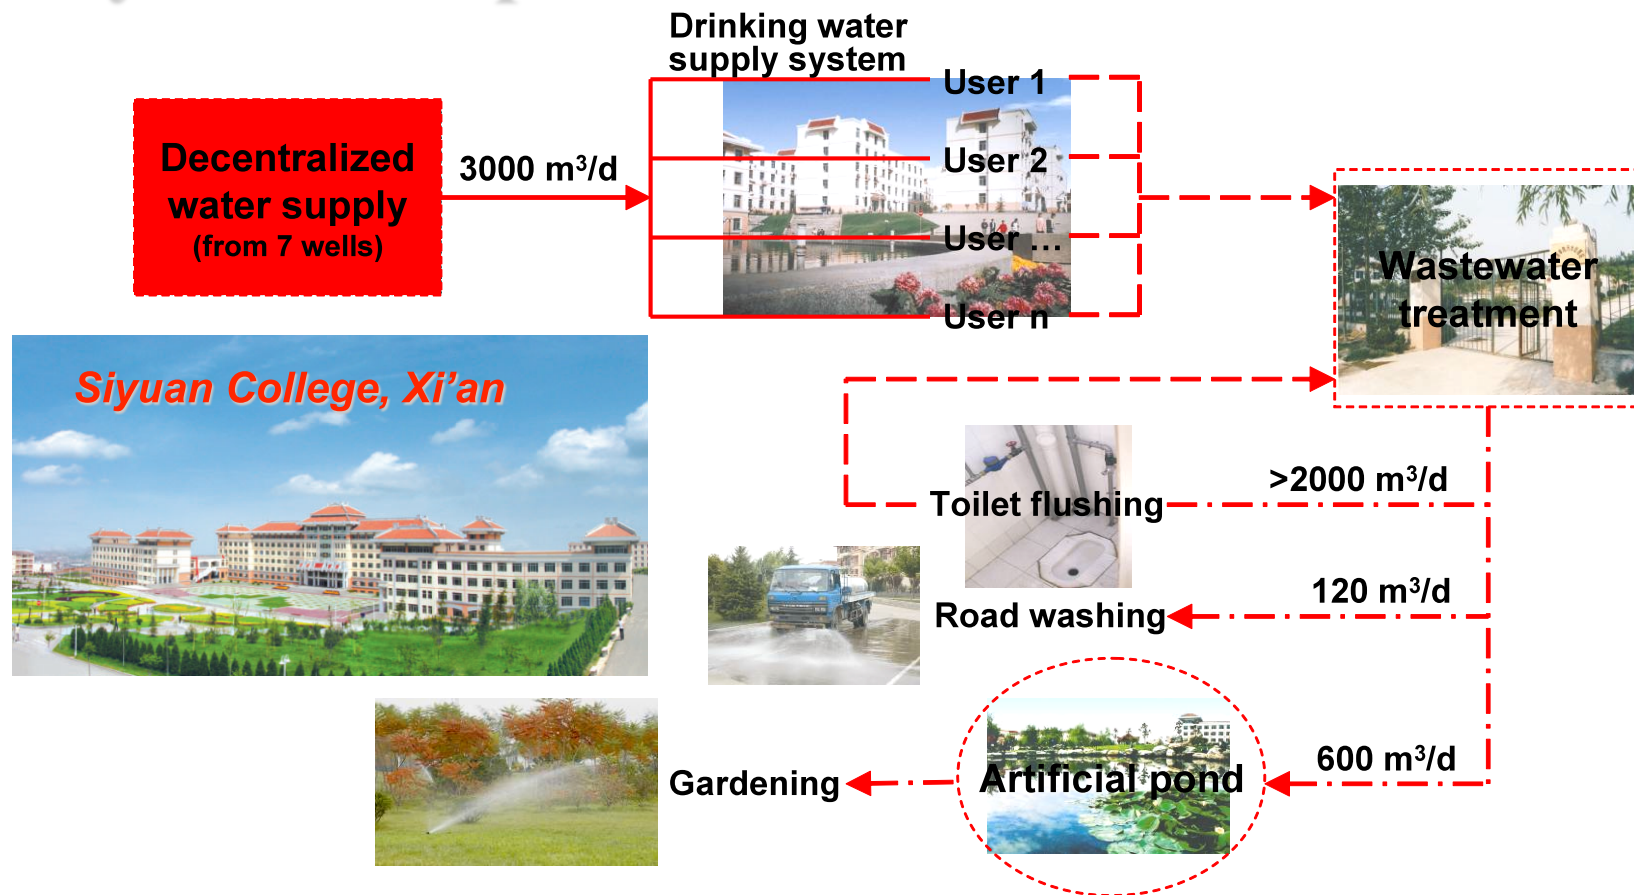 Drinking water
supply system
User 1
Decentralized
water supply
(from 7 wells)
3000 m³/d
User 2
User ...
User n
Wastewater
treatment
Siyuan College, Xi’an
>2000 m³/d
Toilet flushing
120 m³/d
Road washing
600 m³/d
Artificial pond
Gardening